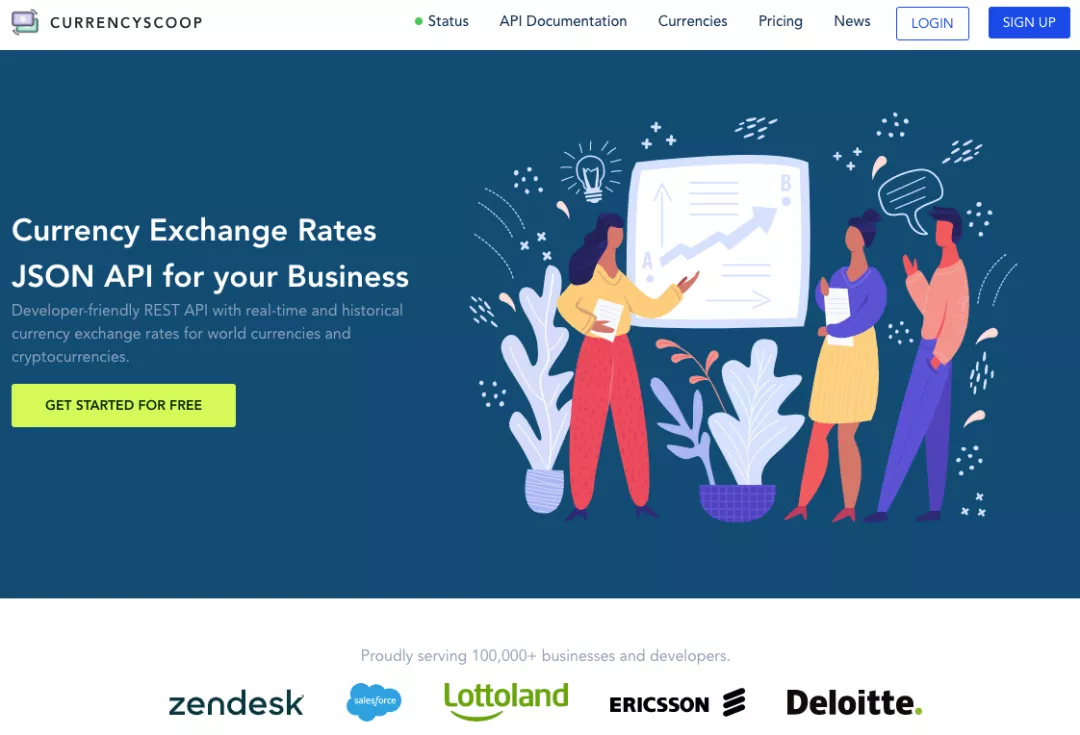 CURRENCYSCOOP
Status API Documentation Currencies Pricing News LOGIN SIGN UP
Currency Exchange Rates
JSON API for your Business
Developer-friendly REST API with real-time and historical
currency exchange rates for world currencies and
cryptocurrencies.
GET STARTED FOR FREE
B
A
Proudly serving 100,000+ businesses and developers.
zendesk salesforce Lottoland ERICSSON Deloitte.